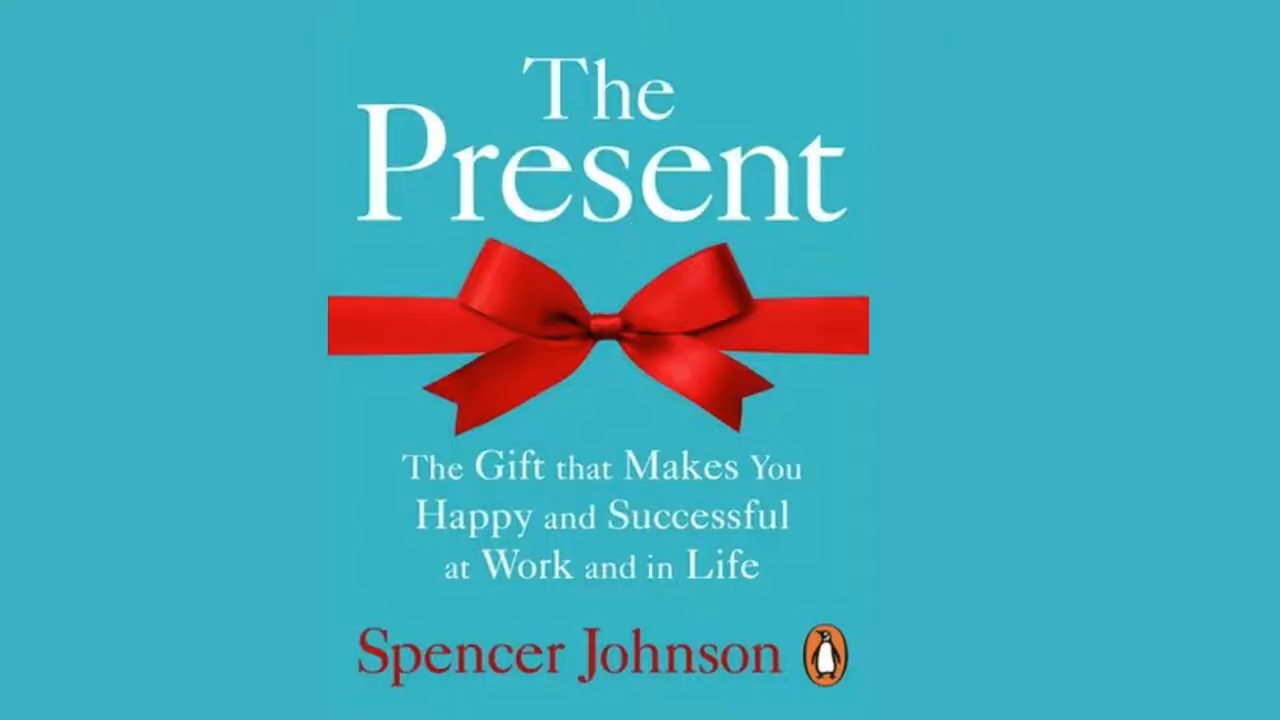 The
Present
The Gift that Makes You
Happy and Successful
at Work and in Life
Spencer Johnson